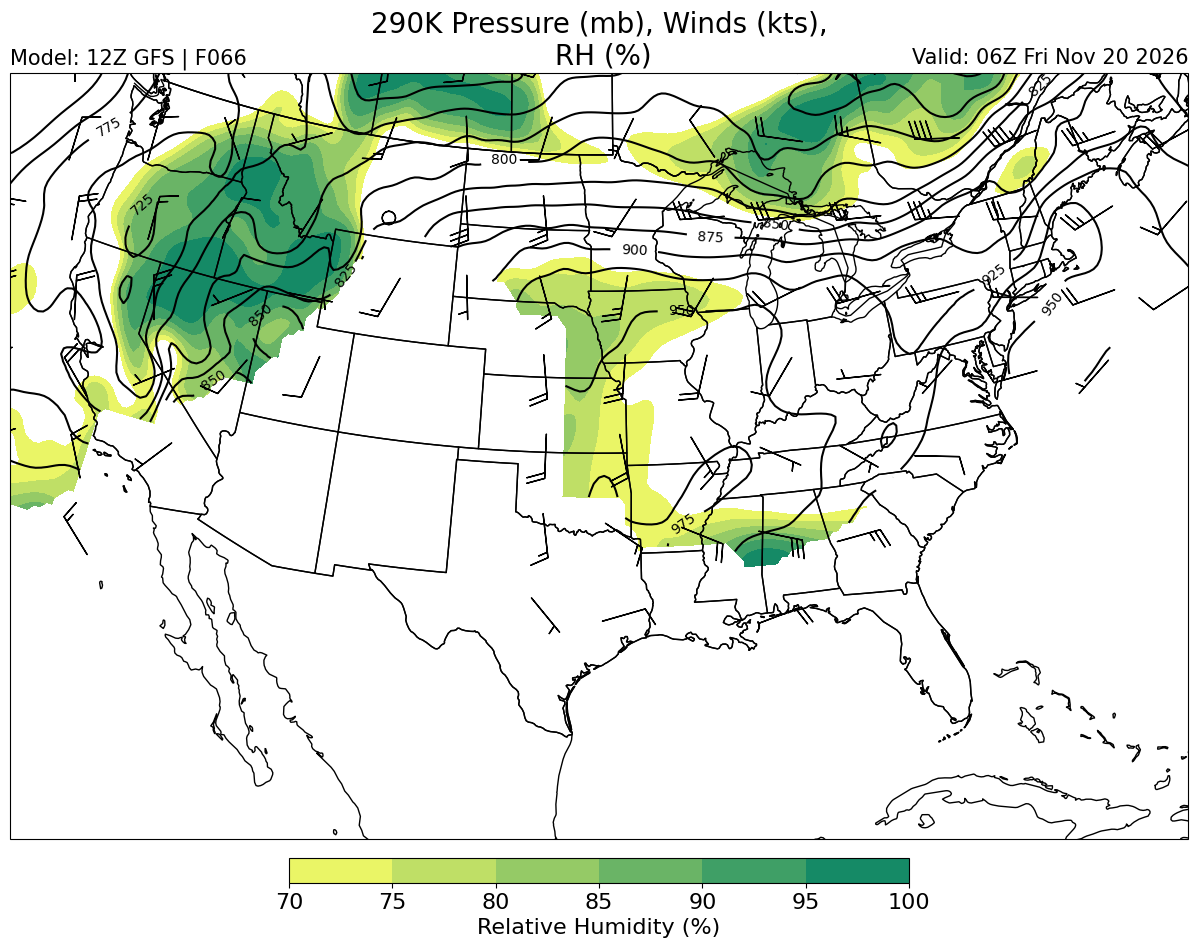 290K Pressure (mb), Winds (kts),
RH (%)
Model: 12Z GFS | F066
Valid: 06Z Fri Nov 20 2026
775
925
800
725
850
875
900
825
925
950
850
950
850
975
70 75 80 85 90 95 100
Relative Humidity (%)